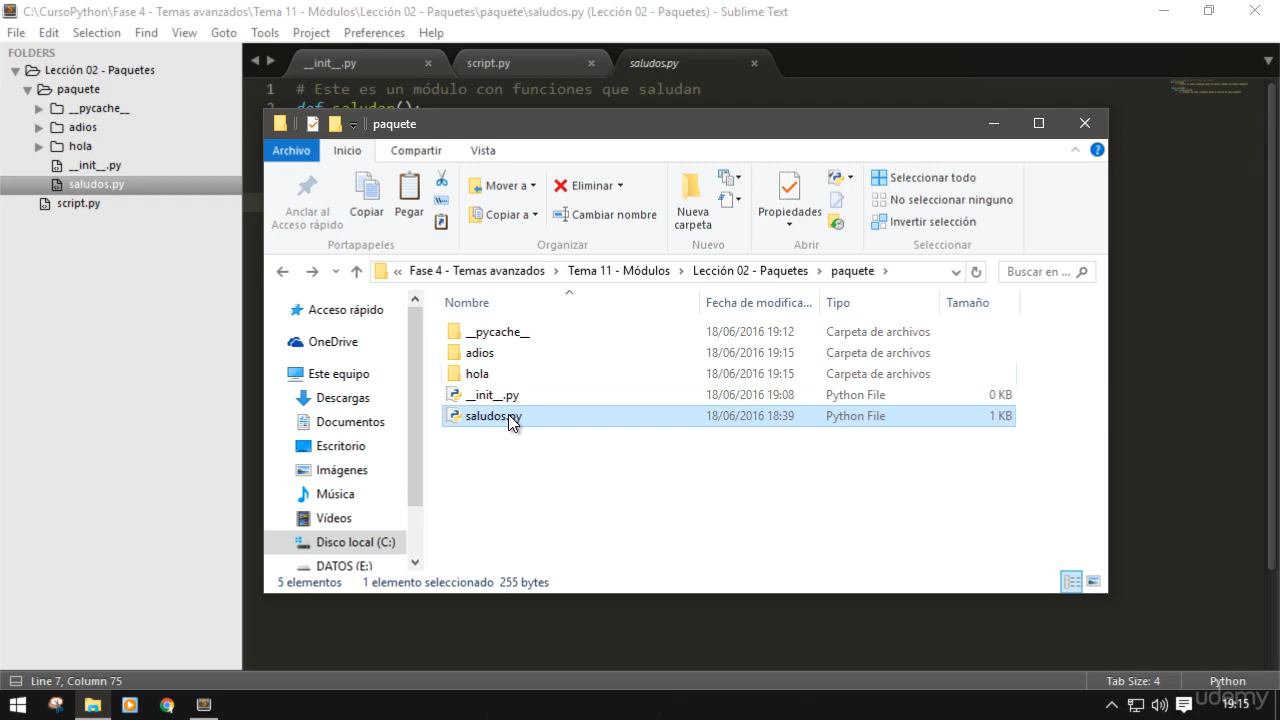 C:\CursoPython\Fase 4 - Temas avanzados\Tema 11 - Módulos\Lección 02 - Paquetes\paquete\saludos.py (Lección 02 - Paquetes) - Sublime Text
File Edit Selection Find View Goto Tools Project Preferences Help
FOLDERS
Lección 02 - Paquetes
paquete
__pycache__
adios
hola
__init__.py
saludos.py
script.py
__init__.py script.py saludos.py
1 # Este es un módulo con funciones que saludan
2 def saludar():
paquete
Archivo Inicio Compartir Vista
Anclar al Acceso rápido
Copiar
Pegar
Mover a
Copiar a
Eliminar
Cambiar nombre
Nueva carpeta
Propiedades
Seleccionar todo
No seleccionar ninguno
Invertir selección
Portapapeles Organizar Nuevo Abrir Seleccionar
« Fase 4 - Temas avanzados > Tema 11 - Módulos > Lección 02 - Paquetes > paquete >
Buscar en ...
Acceso rápido
OneDrive
Este equipo
Descargas
Documentos
Escritorio
Imágenes
Música
Vídeos
Disco local (C:)
DATOS (E:)
Nombre Fecha de modifica... Tipo Tamaño
__pycache__ 18/06/2016 19:12 Carpeta de archivos
adios 18/06/2016 19:15 Carpeta de archivos
hola 18/06/2016 19:15 Carpeta de archivos
__init__.py 18/06/2016 19:08 Python File 0 KB
saludos.py 18/06/2016 18:39 Python File 1 KB
5 elementos 1 elemento seleccionado 255 bytes
Line 7, Column 75
Tab Size: 4 Python
19:15
udemy